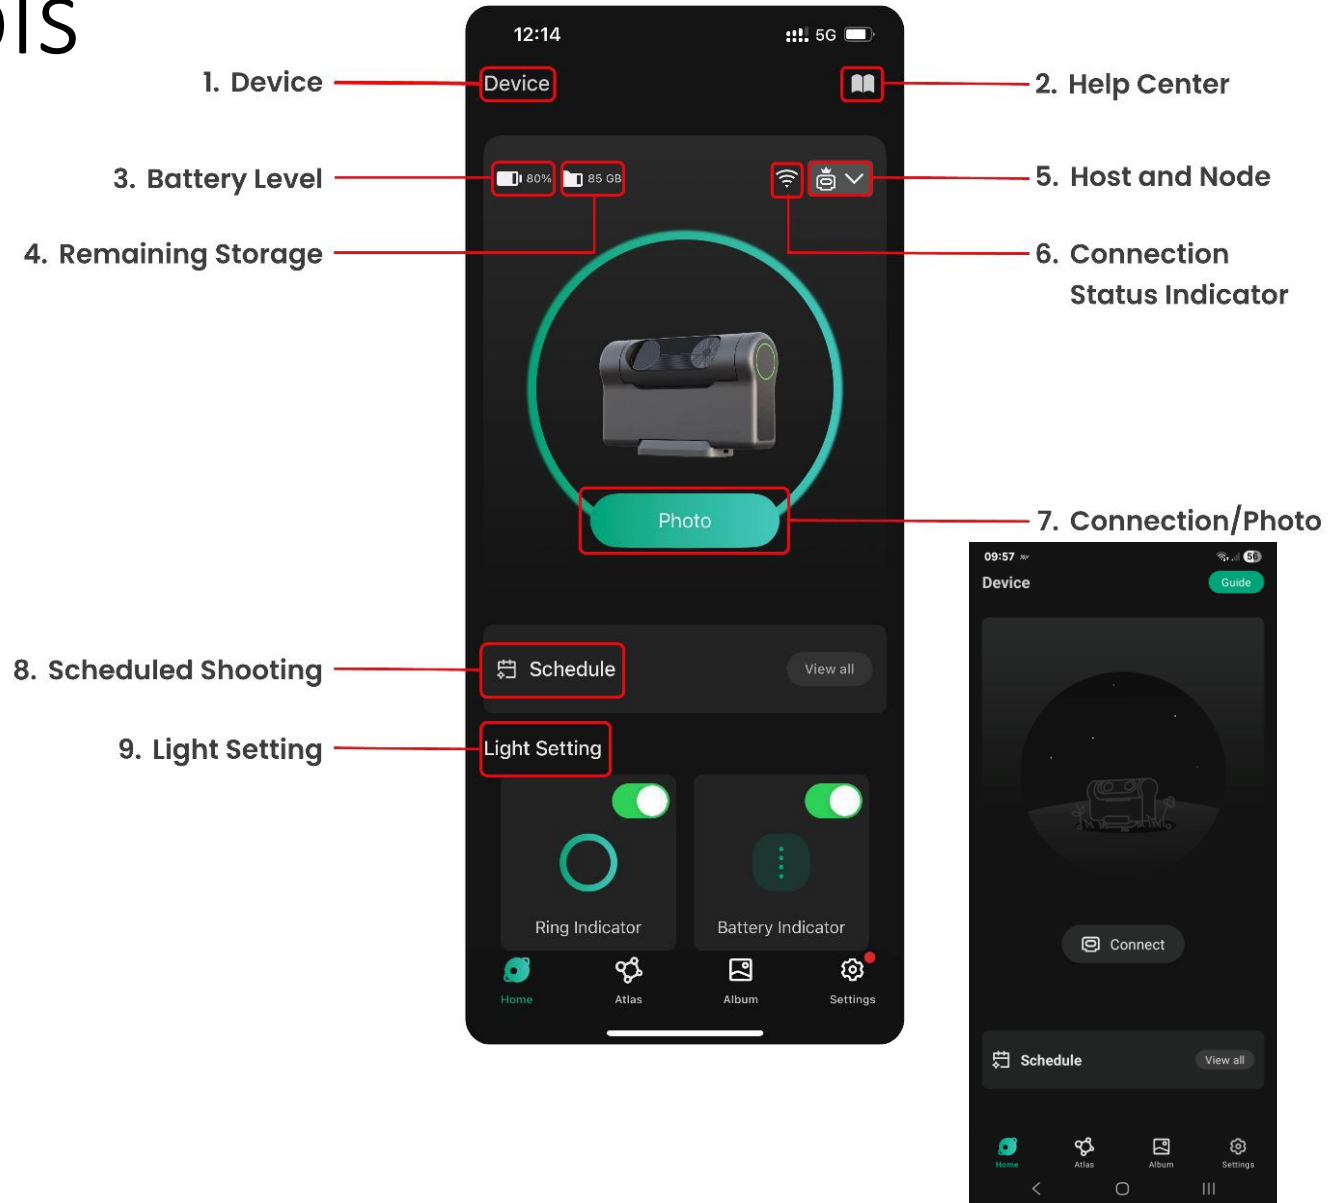 12:14
5G
1. Device
Device
2. Help Center
3. Battery Level
80%
85 GB
5. Host and Node
4. Remaining Storage
6. Connection
Status Indicator
Photo
7. Connection/Photo
8. Scheduled Shooting
Schedule
View all
9. Light Setting
Light Setting
Ring Indicator
Battery Indicator
Home
Atlas
Album
Settings
09:57
Device
Guide
Connect
Schedule
View all
Home
Atlas
Album
Settings